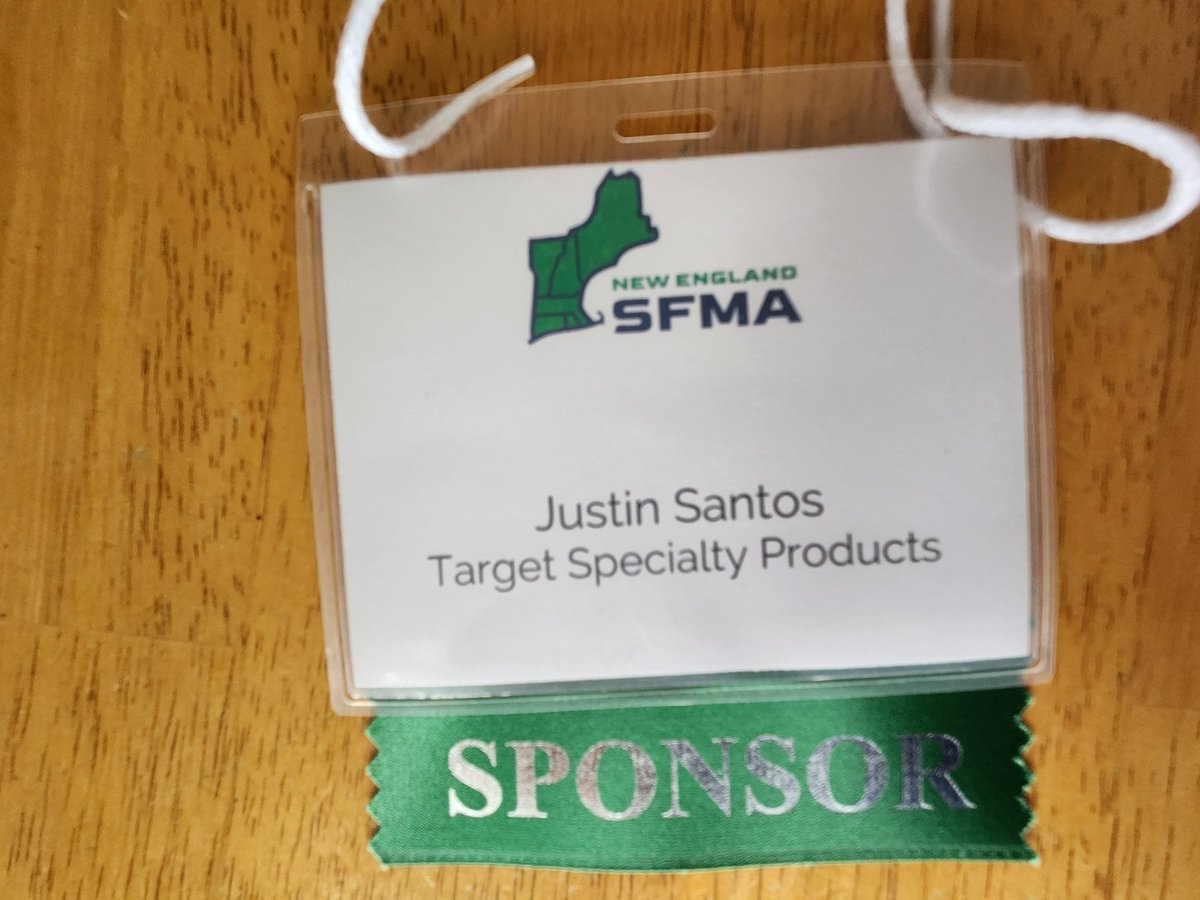 NEW ENGLAND
SFMA
Justin Santos
Target Specialty Products
SPONSOR